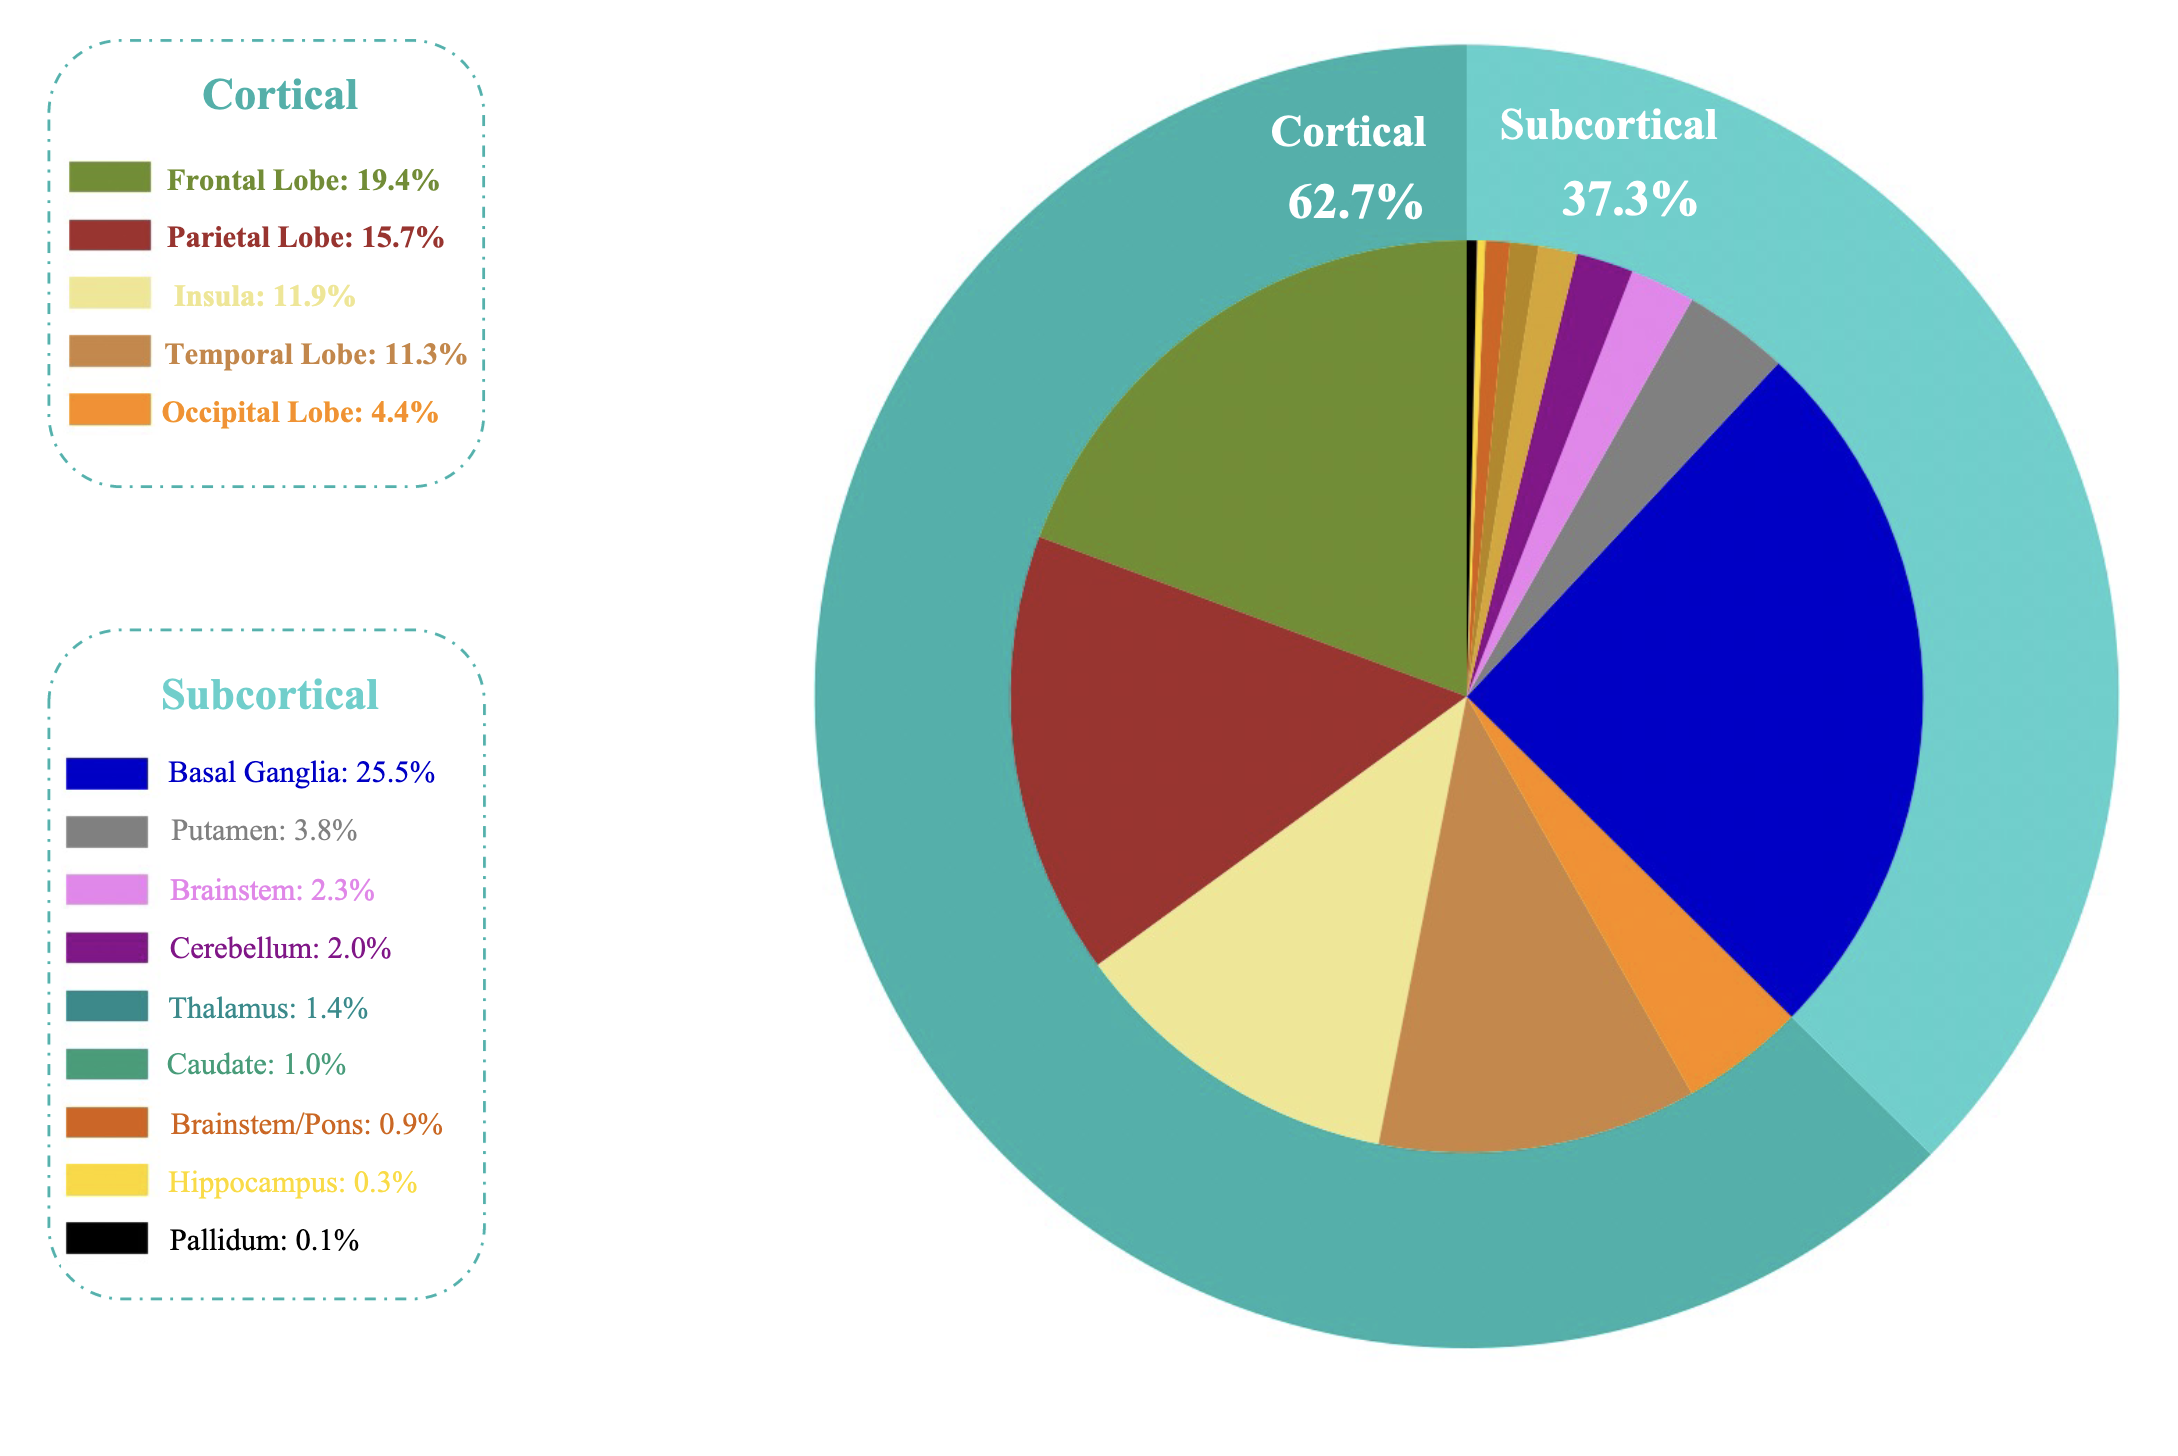 Cortical
Frontal Lobe: 19.4%
Parietal Lobe: 15.7%
Insula: 11.9%
Temporal Lobe: 11.3%
Occipital Lobe: 4.4%
Subcortical
Basal Ganglia: 25.5%
Putamen: 3.8%
Brainstem: 2.3%
Cerebellum: 2.0%
Thalamus: 1.4%
Caudate: 1.0%
Brainstem/Pons: 0.9%
Hippocampus: 0.3%
Pallidum: 0.1%
Cortical
62.7%
Subcortical
37.3%